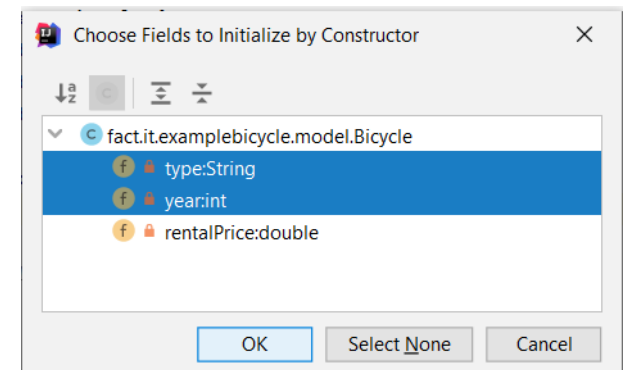 Choose Fields to Initialize by Constructor
fact.it.examplebicycle.model.Bicycle
type:String
year:int
rentalPrice:double
OK Select None Cancel